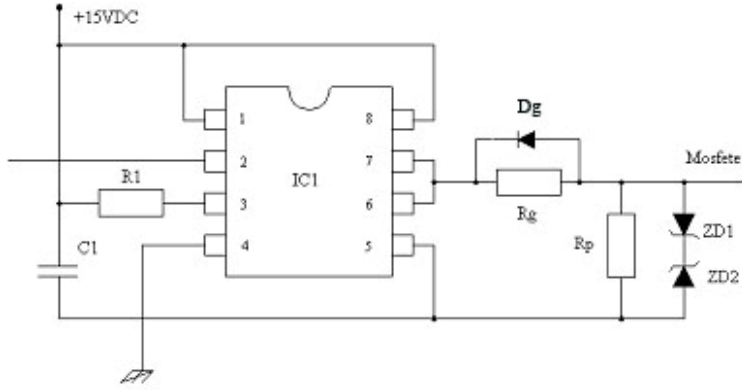 +15VDC
Dg
1 8
Mosfete
2 7
R1 IC1
3 6
Rg
ZD1
C1 4 5 Rp
ZD2